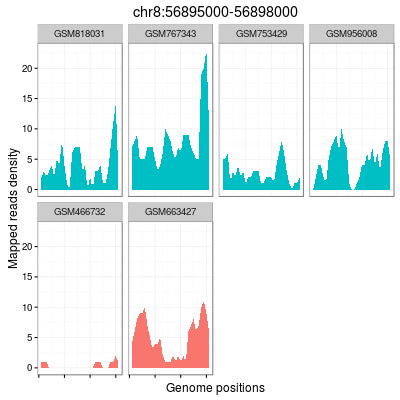 chr8:56895000-56898000
GSM818031 GSM767343 GSM753429 GSM956008
20
15
10
5
0
Mapped reads density
GSM466732 GSM663427
20
15
10
5
0
Genome positions